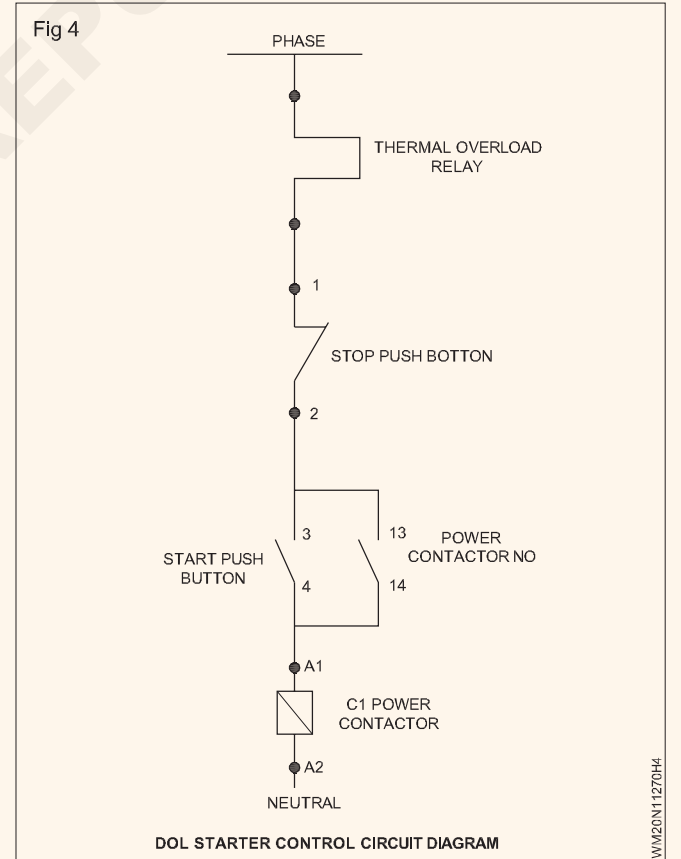 Fig 4
PHASE
THERMAL OVERLOAD
RELAY
1
STOP PUSH BOTTON
2
3
13
POWER
CONTACTOR NO
START PUSH
BUTTON
4
14
A1
C1 POWER
CONTACTOR
A2
NEUTRAL
DOL STARTER CONTROL CIRCUIT DIAGRAM
WM20N11270H4